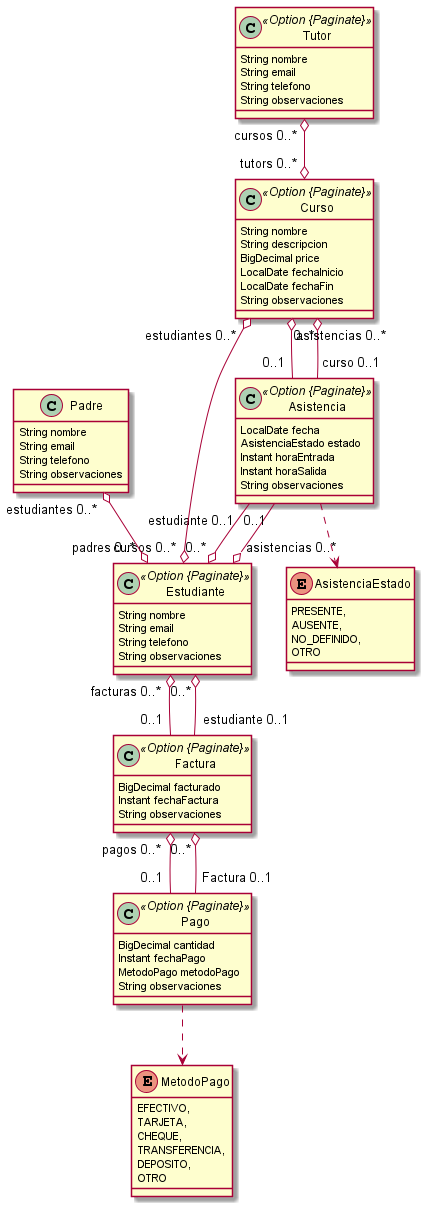 C «Option {Paginate}»
Tutor
String nombre
String email
String telefono
String observaciones
cursos 0..*
tutors 0..*
C «Option {Paginate}»
Curso
String nombre
String descripcion
BigDecimal price
LocalDate fechaInicio
LocalDate fechaFin
String observaciones
estudiantes 0..*
0..*
asistencias 0..*
0..1
curso 0..1
C Padre
String nombre
String email
String telefono
String observaciones
C «Option {Paginate}»
Asistencia
LocalDate fecha
AsistenciaEstado estado
Instant horaEntrada
Instant horaSalida
String observaciones
estudiantes 0..*
estudiante 0..1
0..1
padres 0..*
cursos 0..*
0..*
asistencias 0..*
C «Option {Paginate}»
Estudiante
String nombre
String email
String telefono
String observaciones
E AsistenciaEstado
PRESENTE,
AUSENTE,
NO_DEFINIDO,
OTRO
facturas 0..*
0..*
0..1
estudiante 0..1
C «Option {Paginate}»
Factura
BigDecimal facturado
Instant fechaFactura
String observaciones
pagos 0..*
0..*
0..1
Factura 0..1
C «Option {Paginate}»
Pago
BigDecimal cantidad
Instant fechaPago
MetodoPago metodoPago
String observaciones
E MetodoPago
EFECTIVO,
TARJETA,
CHEQUE,
TRANSFERENCIA,
DEPOSITO,
OTRO